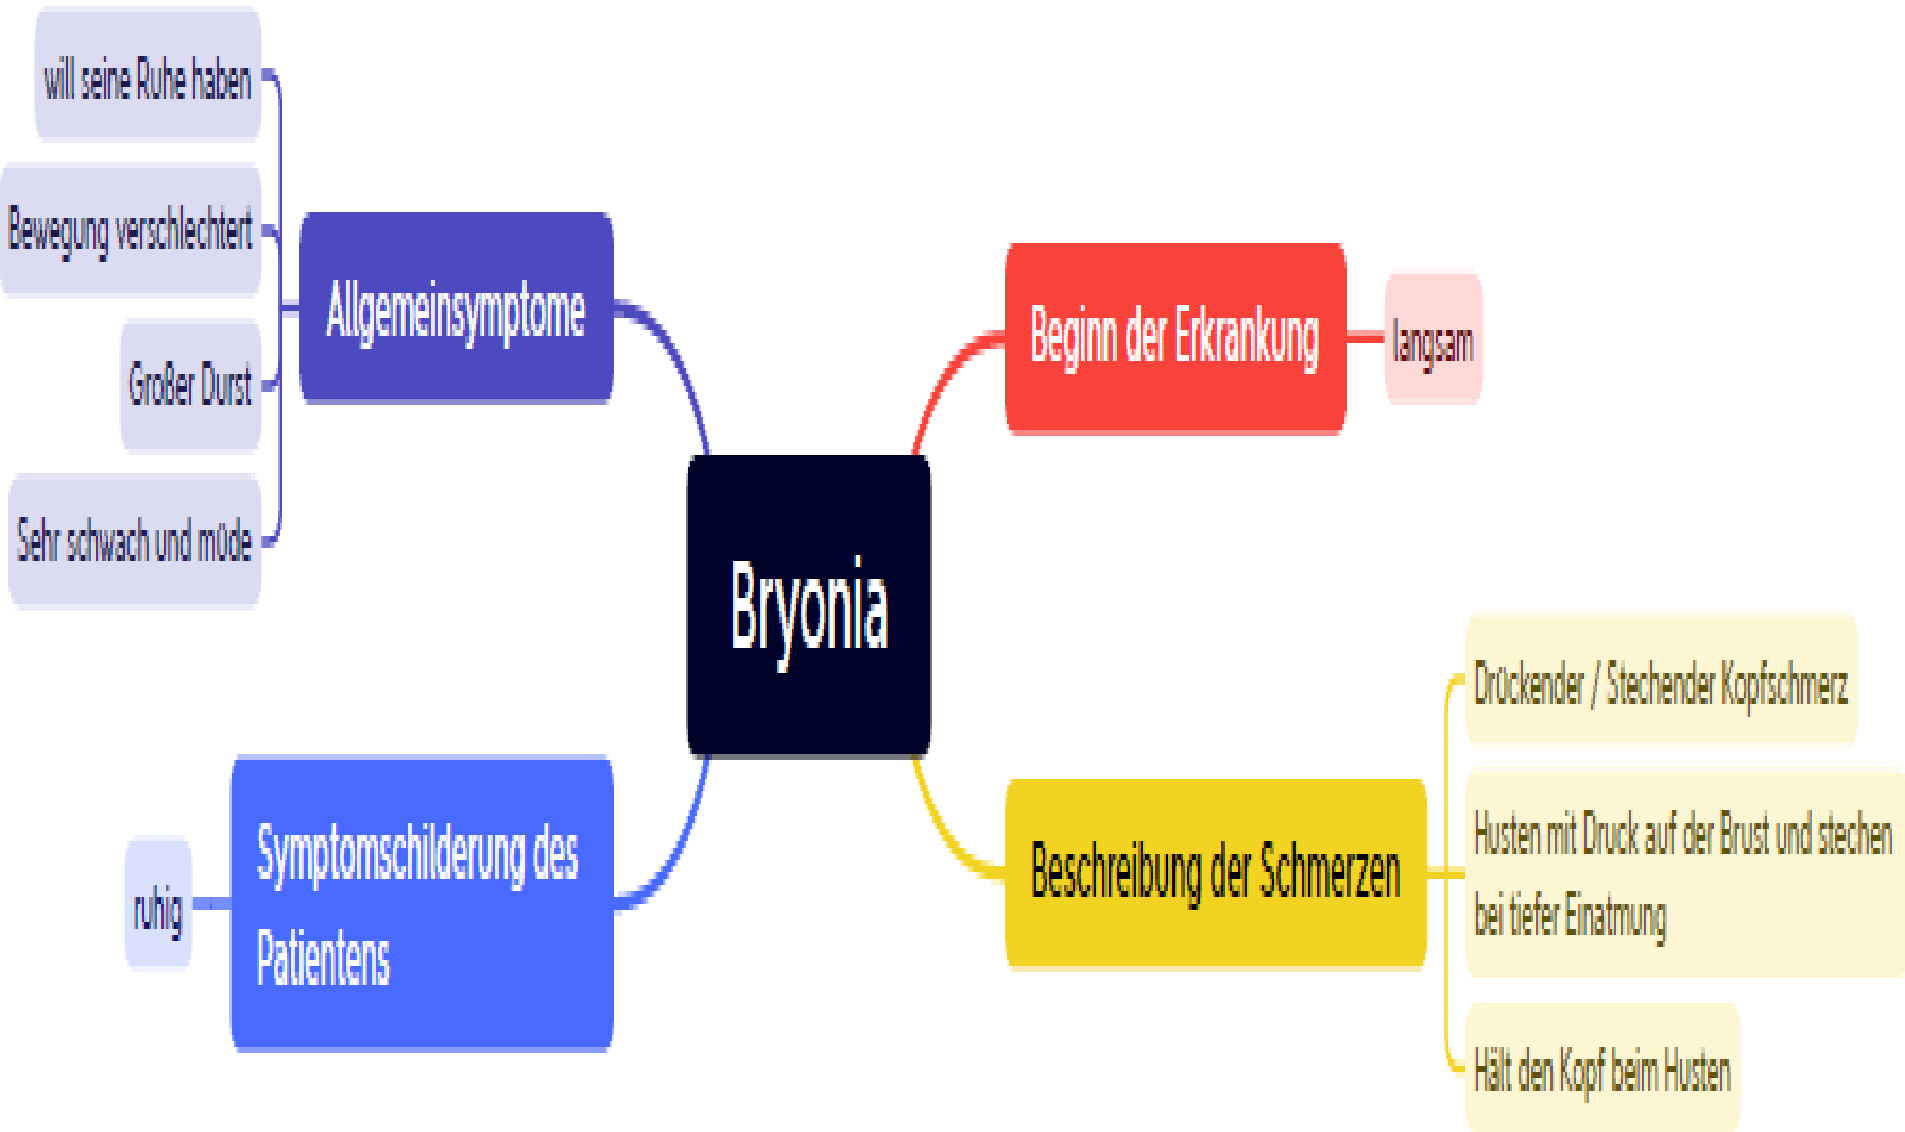 will seine Ruhe haben
Bewegung verschlechtert
Großer Durst
Sehr schwach und müde
Allgemeinsymptome
Symptomschilderung des
Patientens
ruhig
Bryonia
Beginn der Erkrankung
langsam
Beschreibung der Schmerzen
Drückender / Stechender Kopfschmerz
Husten mit Druck auf der Brust und stechen
bei tiefer Einatmung
Hält den Kopf beim Husten